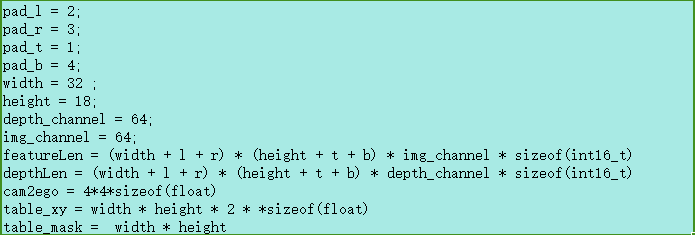 pad_l = 2;
pad_r = 3;
pad_t = 1;
pad_b = 4;
width = 32 ;
height = 18;
depth_channel = 64;
img_channel = 64;
featureLen = (width + l + r) * (height + t + b) * img_channel * sizeof(int16_t)
depthLen = (width + l + r) * (height + t + b) * depth_channel * sizeof(int16_t)
cam2ego = 4*4*sizeof(float)
table_xy = width * height * 2 * *sizeof(float)
table_mask =  width * height